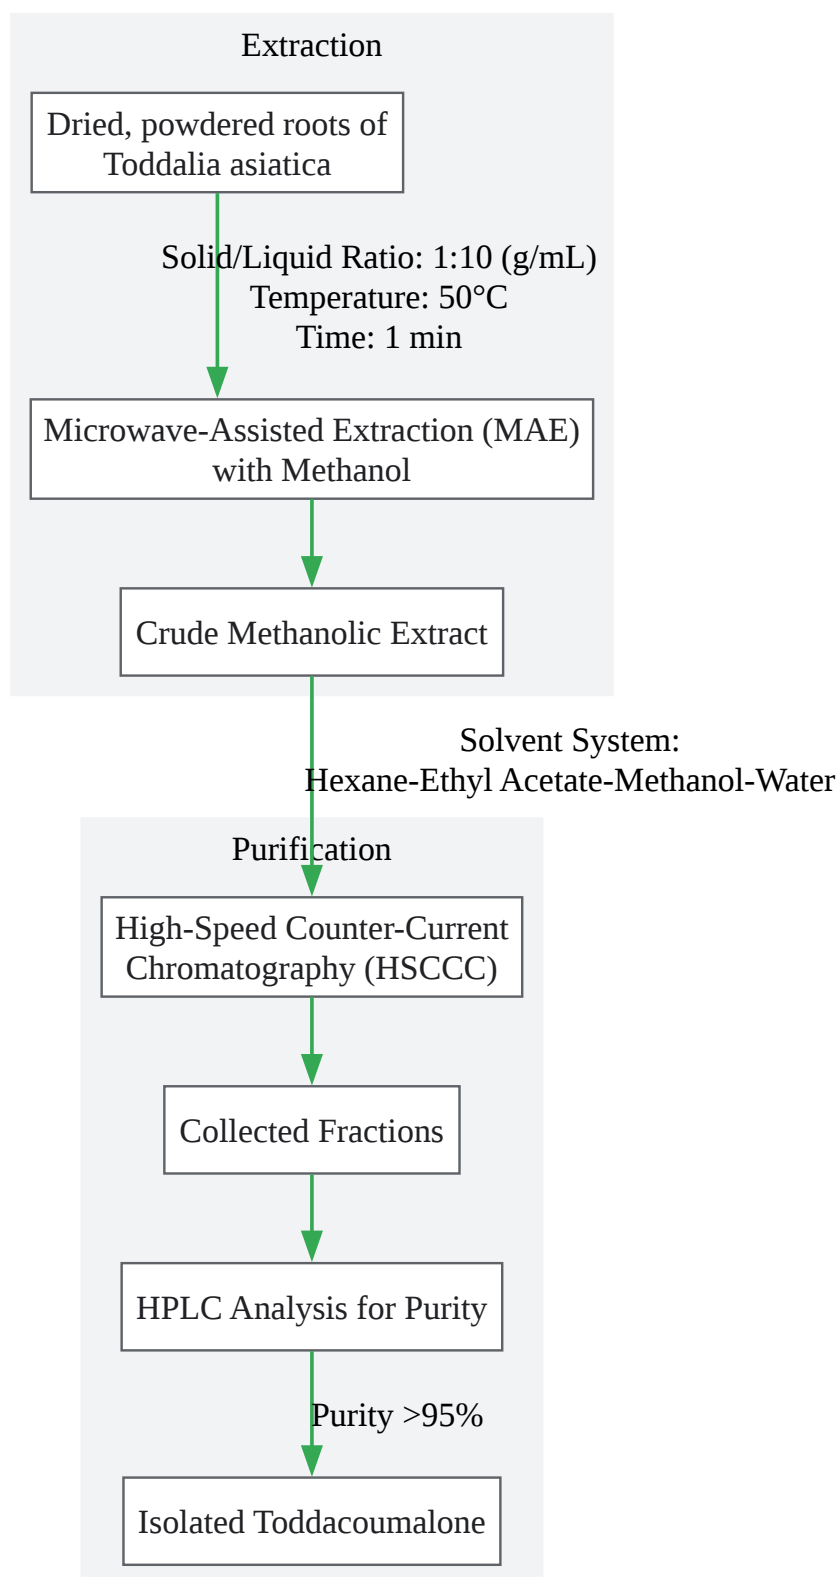 Extraction
Dried, powdered roots of
Toddalia asiatica
Solid/Liquid Ratio: 1:10 (g/mL)
Temperature: 50°C
Time: 1 min
Microwave-Assisted Extraction (MAE)
with Methanol
Crude Methanolic Extract
Solvent System:
Hexane-Ethyl Acetate-Methanol-Water
Purification
High-Speed Counter-Current
Chromatography (HSCCC)
Collected Fractions
HPLC Analysis for Purity
Purity >95%
Isolated Toddacoumalone